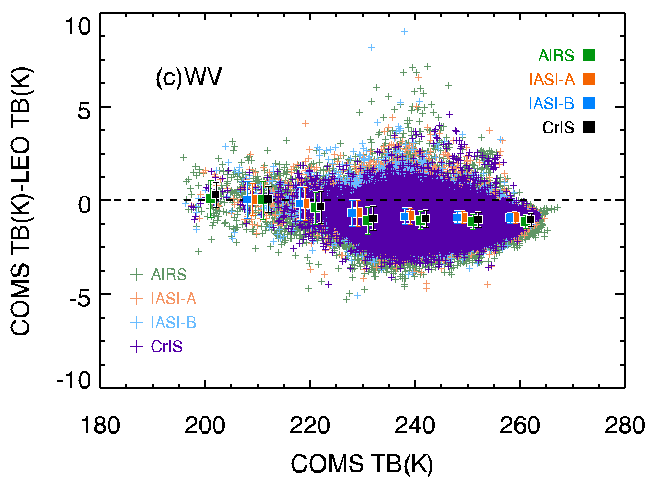 10
(c)WV
AIRS
IASI-A
IASI-B
CrIS
5
0
-5
-10
COMS TB(K)-LEO TB(K)
AIRS
IASI-A
IASI-B
CrIS
180 200 220 240 260 280
COMS TB(K)